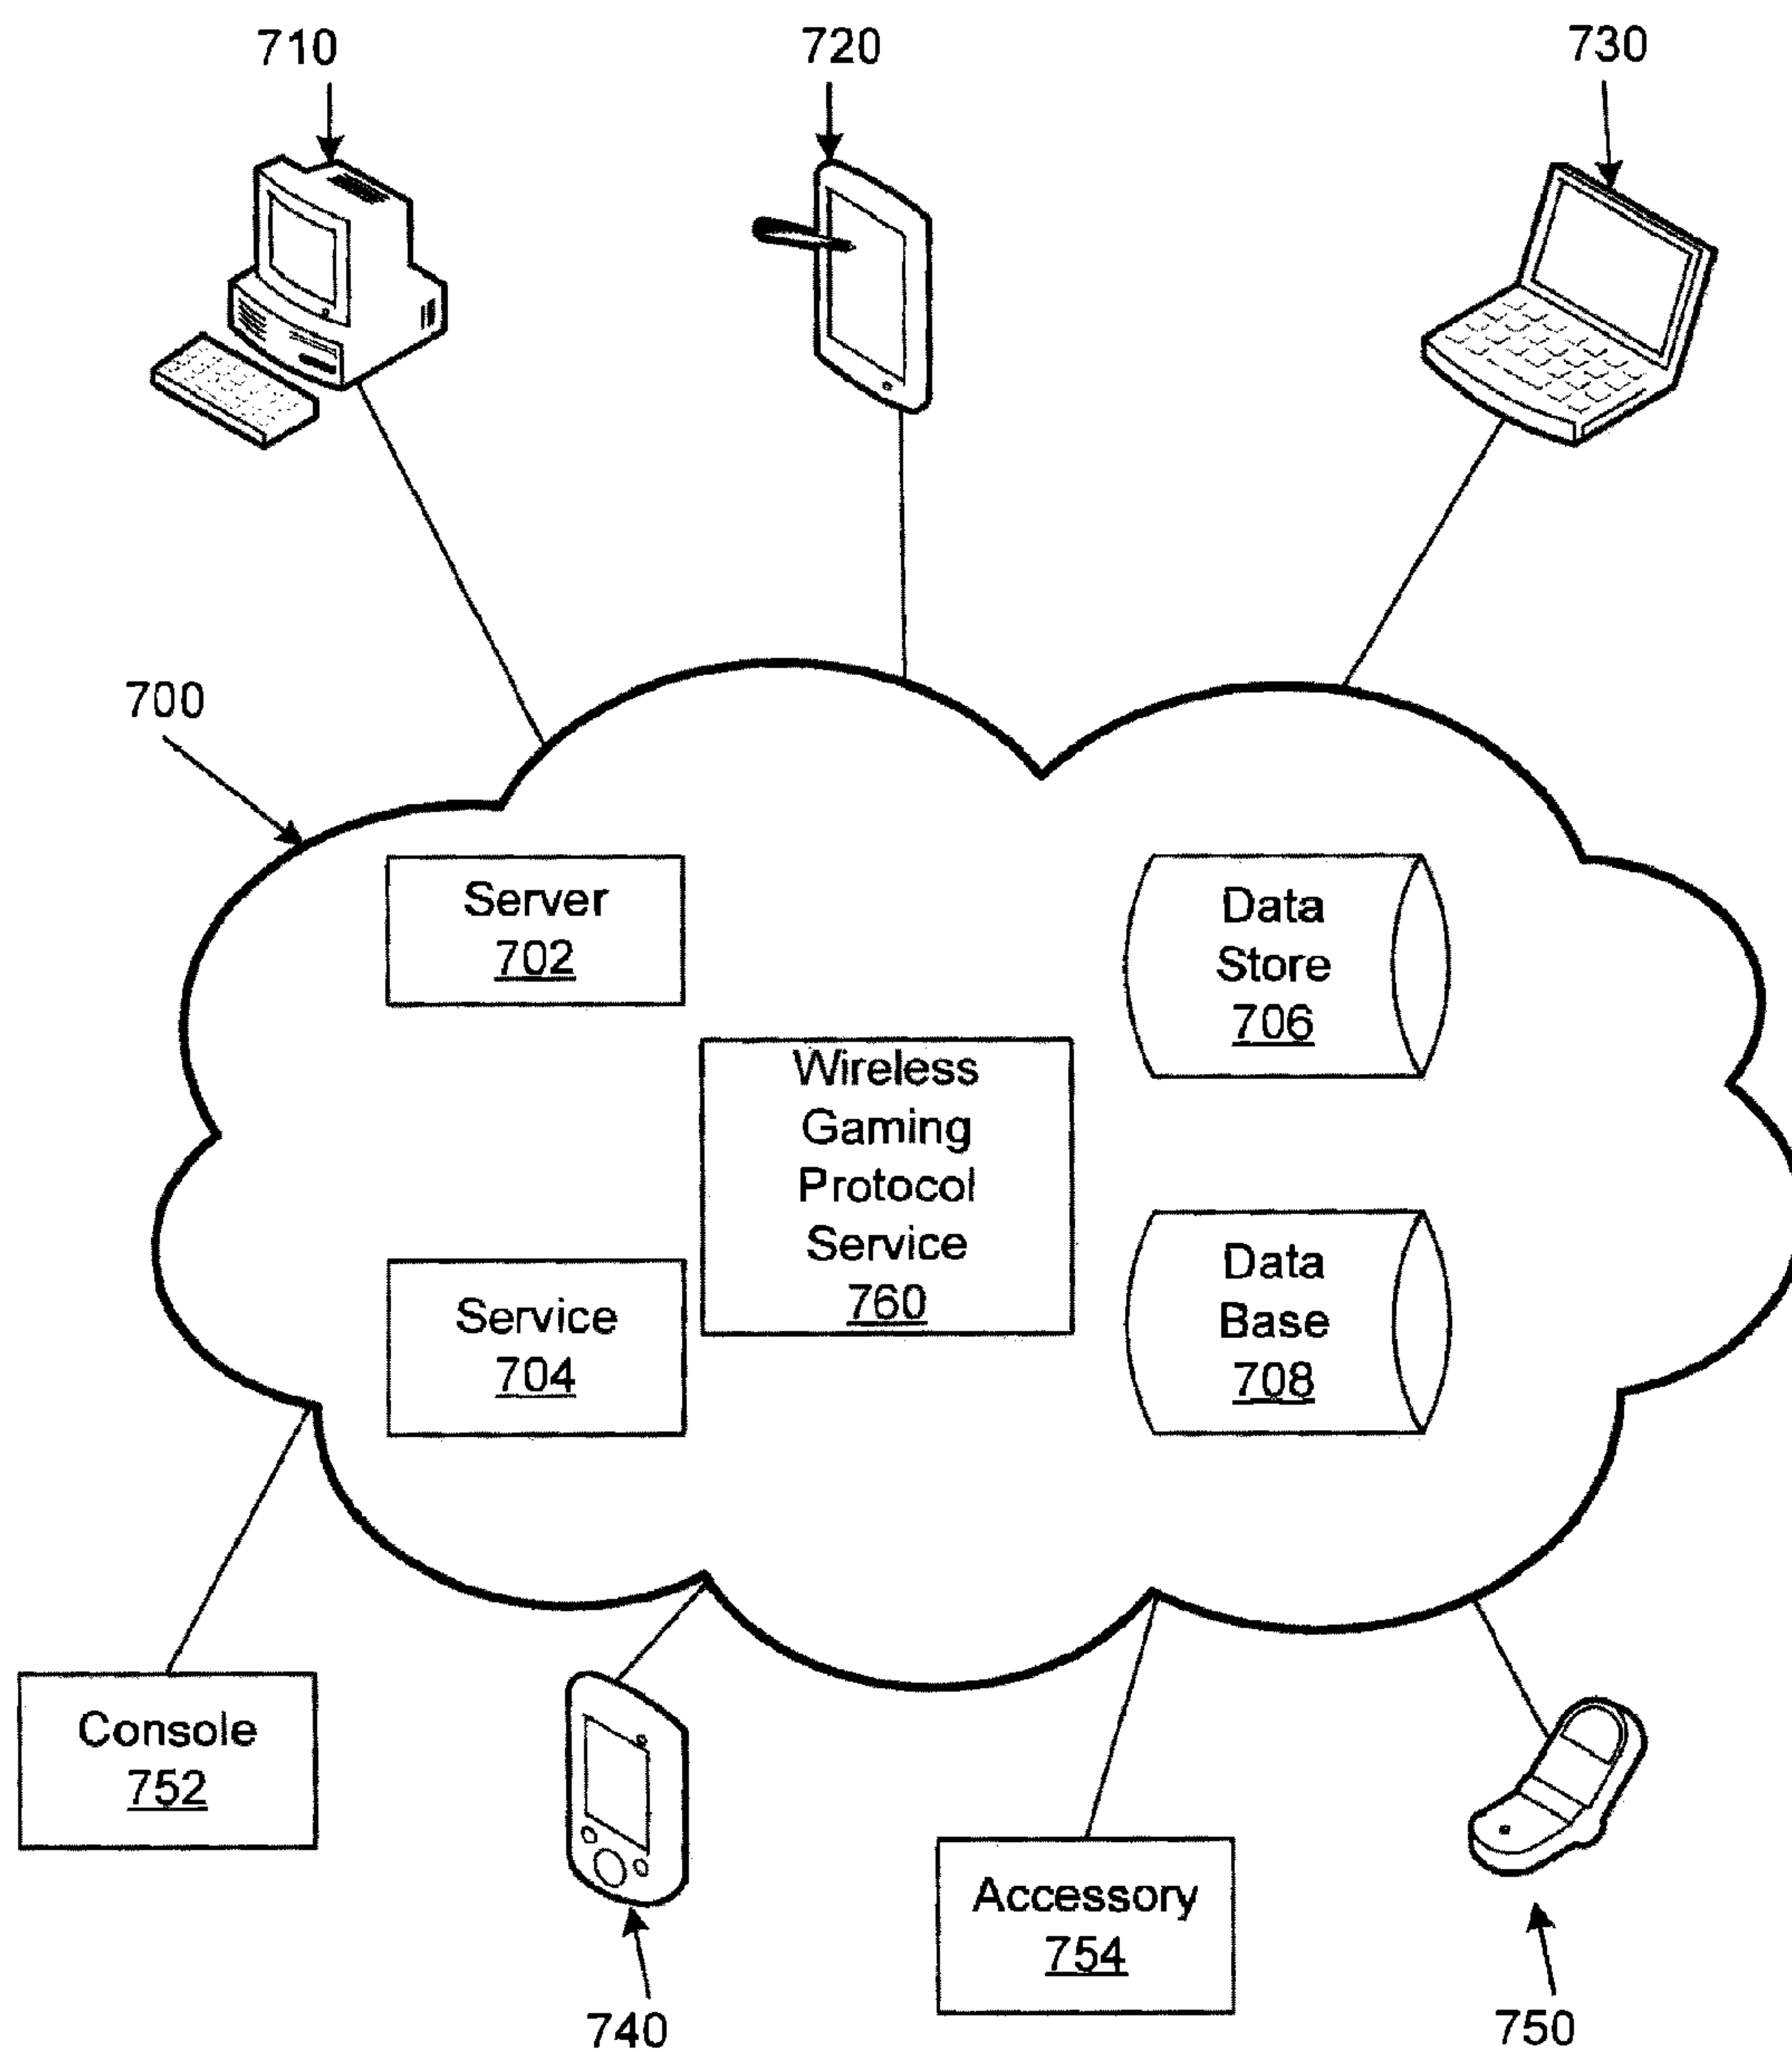 710
720
730
700
Server
702
Data
Store
706
Wireless
Gaming
Protocol
Service
760
Service
704
Data
Base
708
Console
752
Accessory
754
740
750